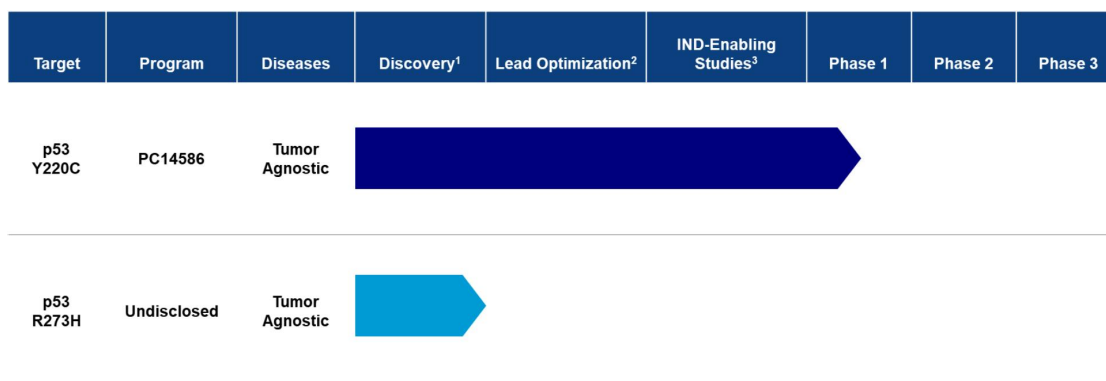 Target Program Diseases Discovery¹ Lead Optimization² IND-Enabling
Studies³ Phase 1 Phase 2 Phase 3
p53
Y220C
PC14586
Tumor
Agnostic
p53
R273H
Undisclosed
Tumor
Agnostic